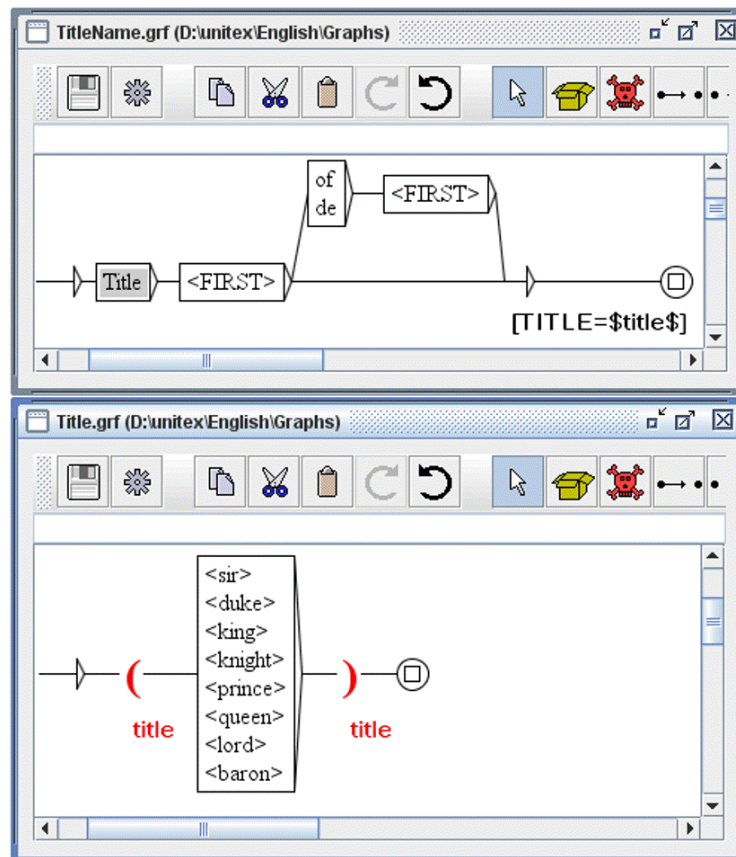 TitleName.grf (D:\unitex\English\Graphs)
of
de
<FIRST>
Title
<FIRST>
[TITLE=$title$]
Title.grf (D:\unitex\English\Graphs)
<sir>
<duke>
<king>
<knight>
<prince>
<queen>
<lord>
<baron>
( )
title title